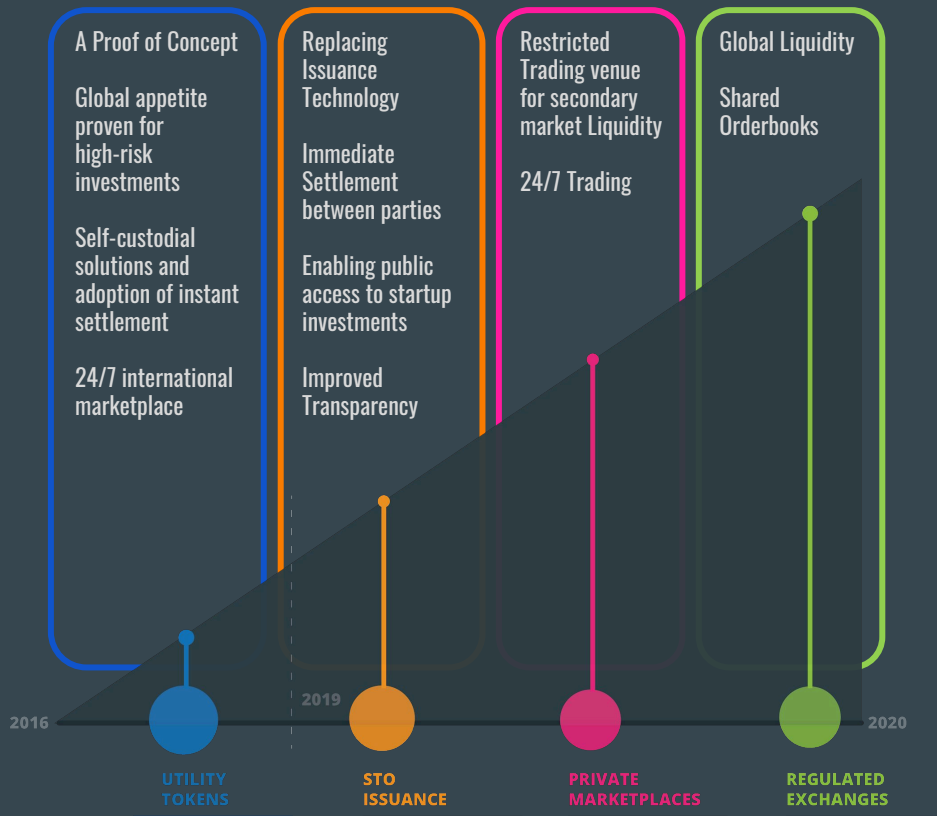 A Proof of Concept
Global appetite
proven for
high-risk
investments
Self-custodial
solutions and
adoption of instant
settlement
24/7 international
marketplace
Replacing
Issuance
Technology
Immediate
Settlement
between parties
Enabling public
access to startup
investments
Improved
Transparency
Restricted
Trading venue
for secondary
market Liquidity
24/7 Trading
Global Liquidity
Shared
Orderbooks
2016
2019
2020
UTILITY
TOKENS
STO
ISSUANCE
PRIVATE
MARKETPLACES
REGULATED
EXCHANGES